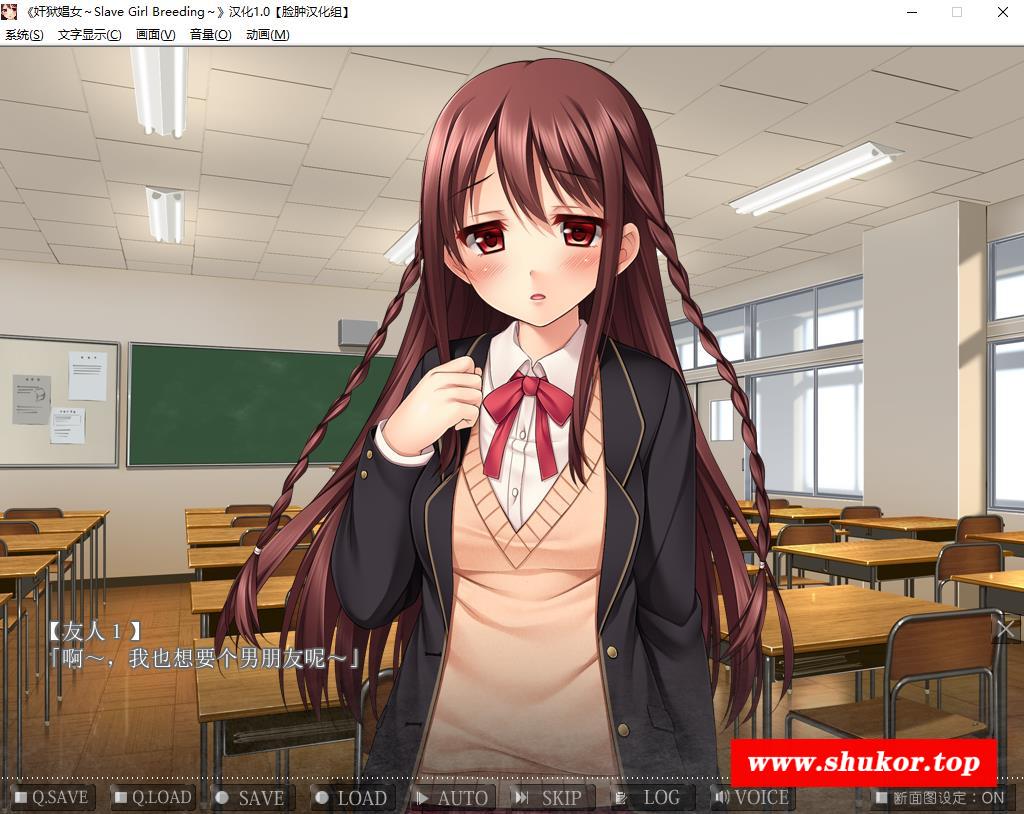 《奸狱娼女～Slave Girl Breeding～》汉化1.0【脸肿汉化组】
系统(S) 文字显示(C) 画面(V) 音量(O) 动画(M)
【友人１】
「啊～，我也想要个男朋友呢～」
www.shukor.top
Q.SAVE Q.LOAD SAVE LOAD AUTO SKIP LOG VOICE 断面图设定：ON